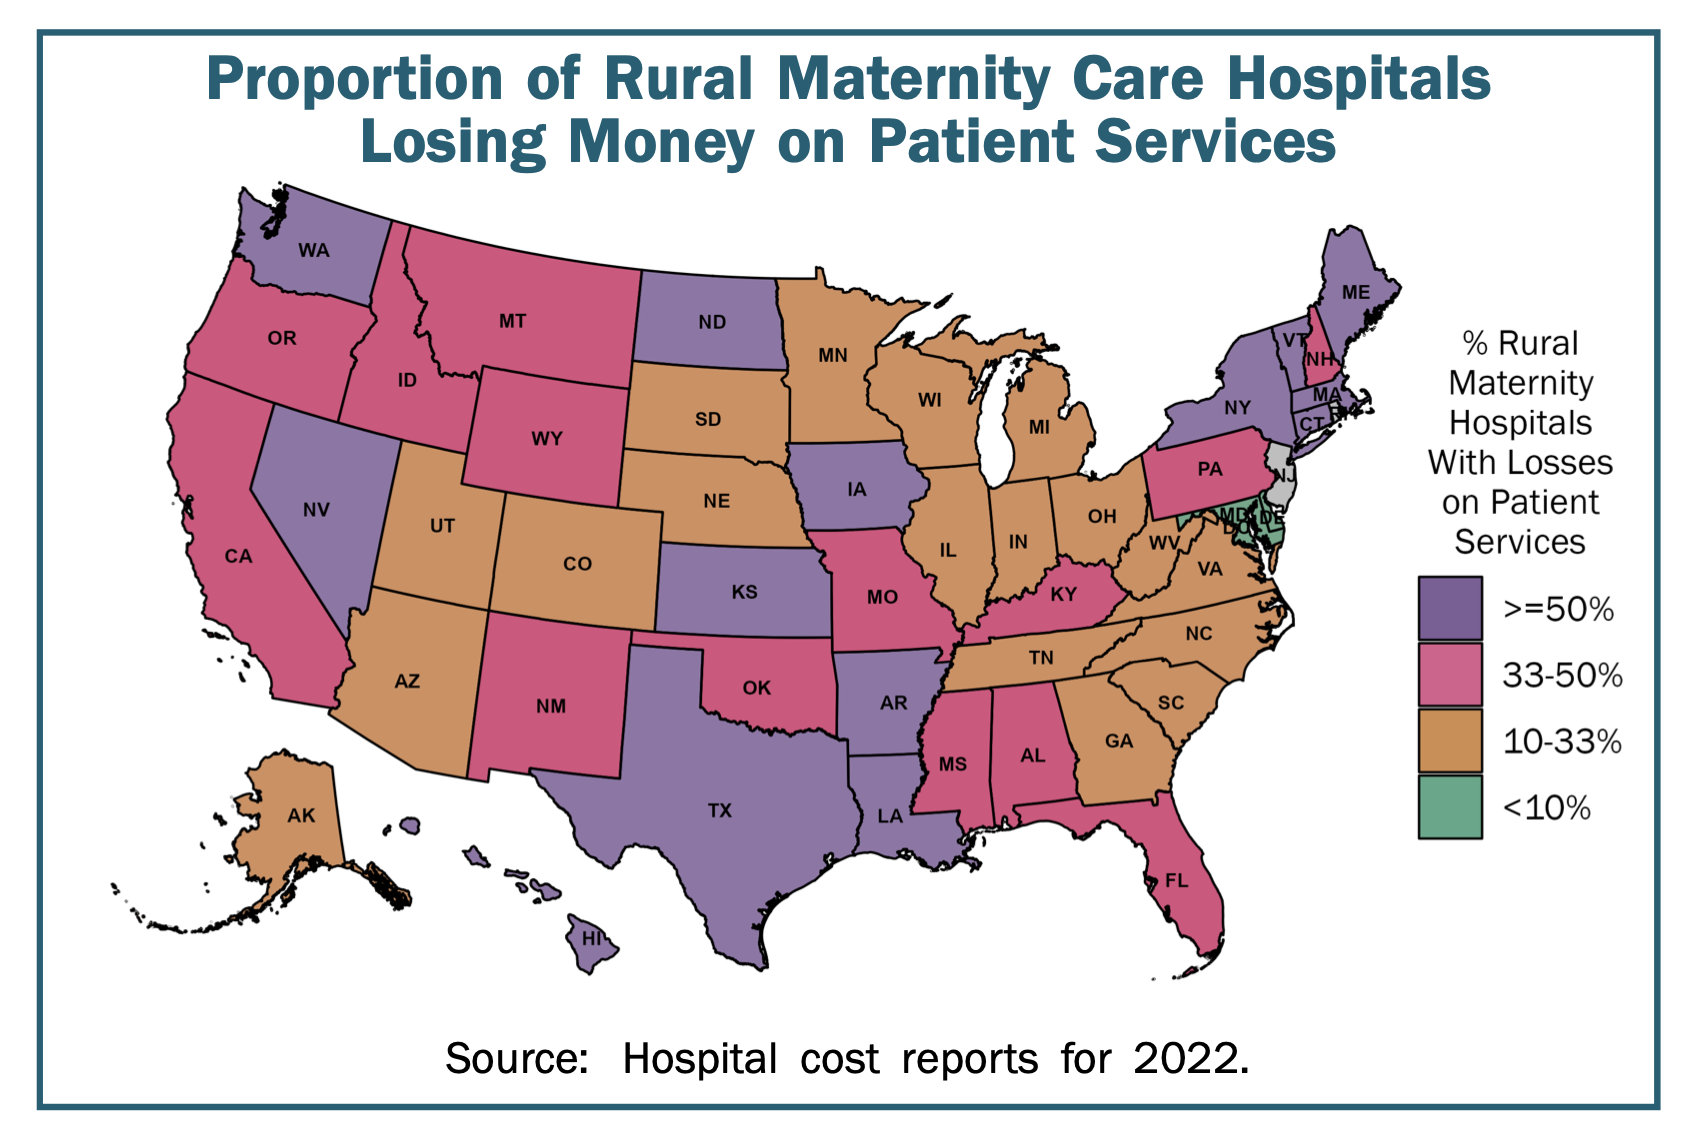 Proportion of Rural Maternity Care Hospitals
Losing Money on Patient Services
WA
OR
MT
ID
WY
ND
SD
NE
MN
WI
MI
IA
NV
UT
CO
KS
CA
AZ
NM
OK
TX
MO
AR
LA
IL
IN
OH
KY
TN
MS
AL
GA
SC
NC
VA
WV
FL
PA
NY
VT
NH
ME
MA
CT
RI
NJ
MD
DE
DC
AK
HI
% Rural
Maternity
Hospitals
With Losses
on Patient
Services
>=50%
33-50%
10-33%
<10%
Source: Hospital cost reports for 2022.